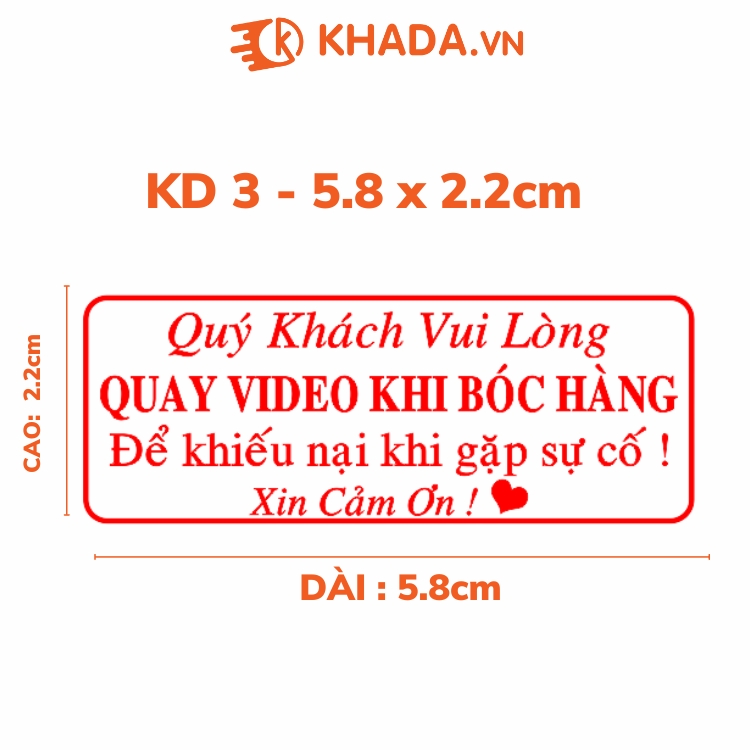 KHADA.VN
KD 3 - 5.8 x 2.2cm
Quý Khách Vui Lòng
QUAY VIDEO KHI BÓC HÀNG
Để khiếu nại khi gặp sự cố !
Xin Cảm Ơn !
CAO: 2.2cm
DÀI : 5.8cm